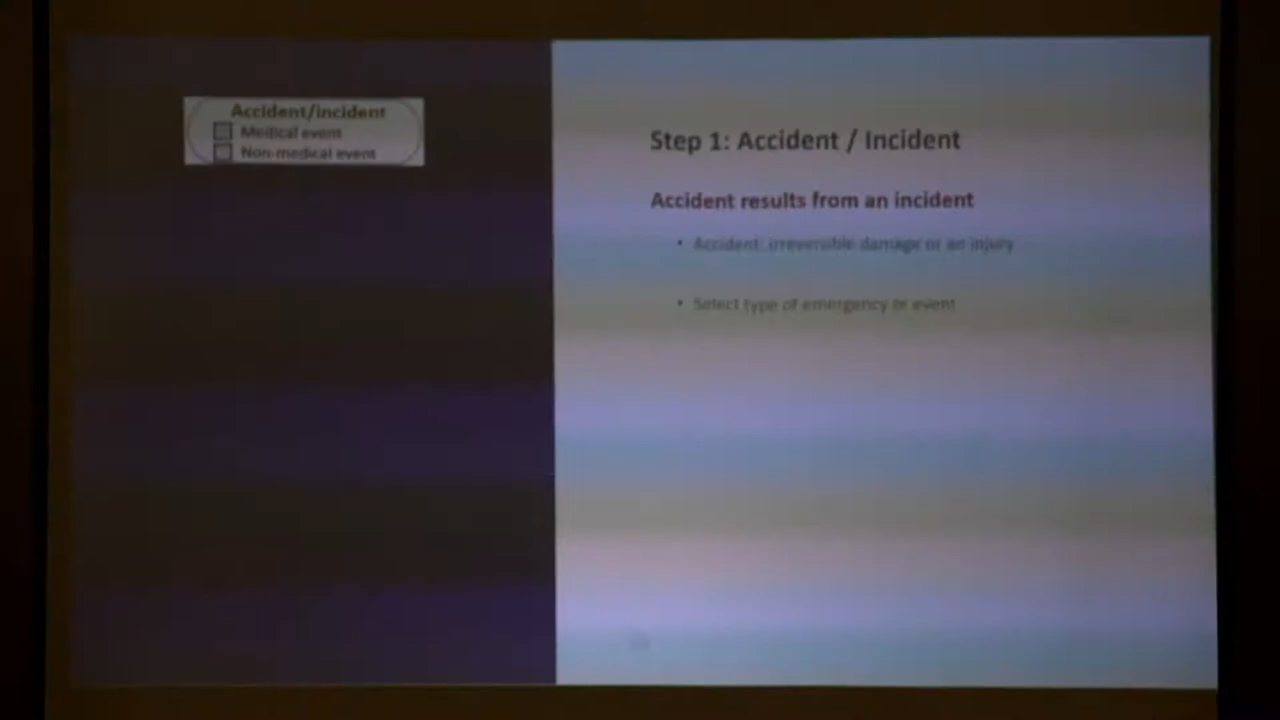 Accident/incident
Medical event
Non-medical event
Step 1: Accident / Incident
Accident results from an incident
• Accident: irreversible damage or an injury
• Select type of emergency or event